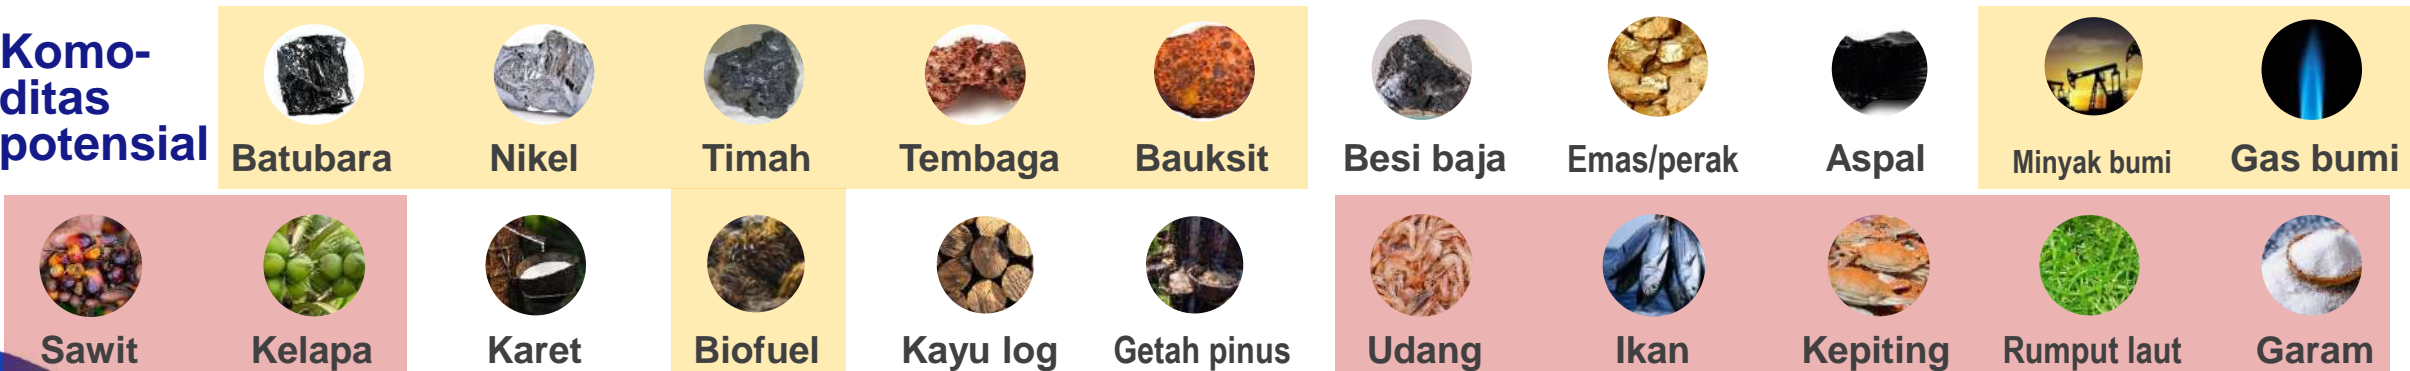 Komo-
ditas
potensial
Batubara
Nikel
Timah
Tembaga
Bauksit
Besi baja
Emas/perak
Aspal
Minyak bumi
Gas bumi
Sawit
Kelapa
Karet
Biofuel
Kayu log
Getah pinus
Udang
Ikan
Kepiting
Rumput laut
Garam